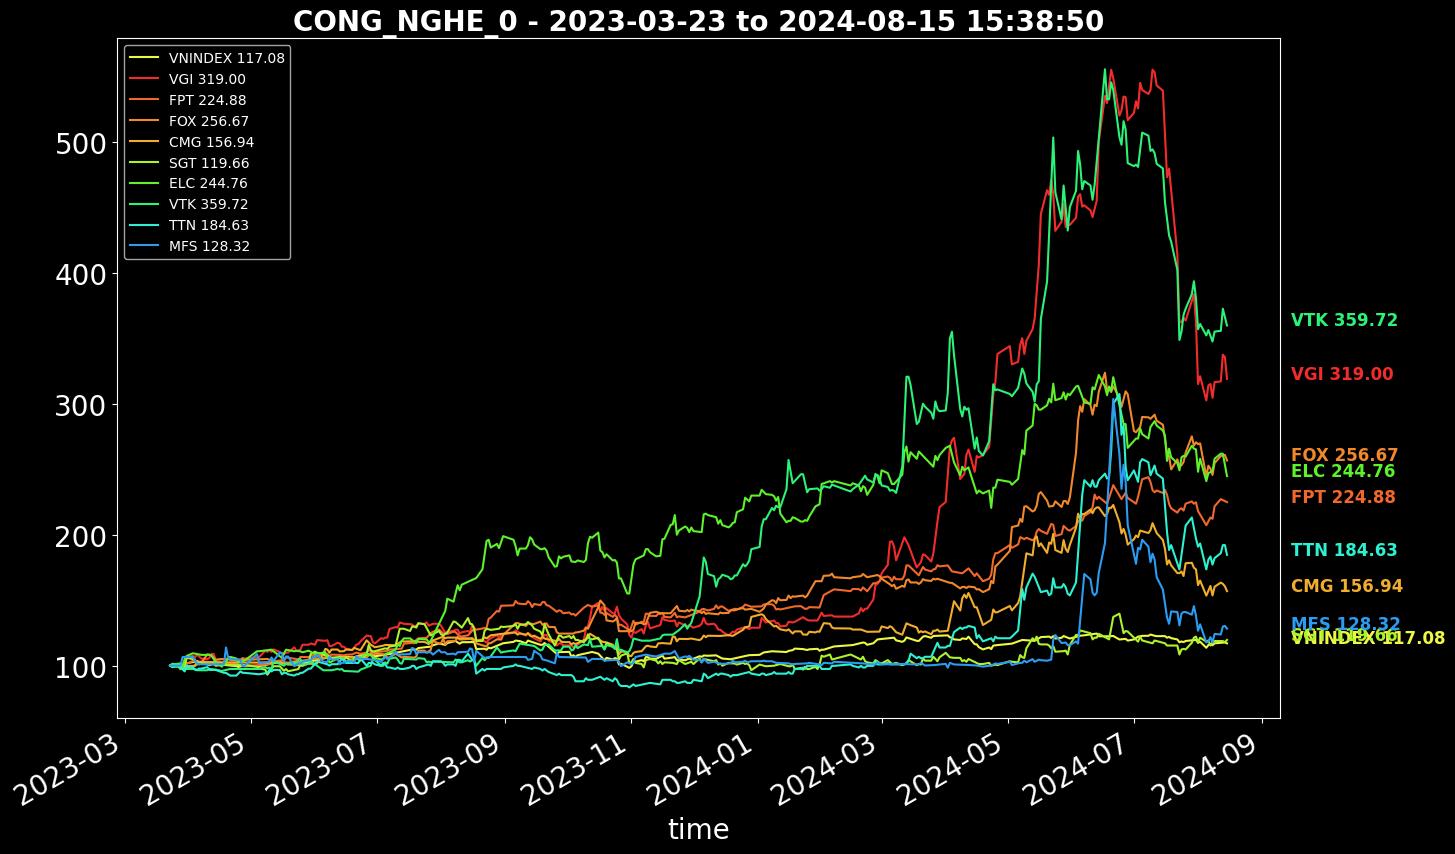 CONG_NGHE_0 - 2023-03-23 to 2024-08-15 15:38:50
VNINDEX 117.08
VGI 319.00
FPT 224.88
FOX 256.67
CMG 156.94
SGT 119.66
ELC 244.76
VTK 359.72
TTN 184.63
MFS 128.32
500
400
300
200
100
VTK 359.72
VGI 319.00
FOX 256.67
ELC 244.76
FPT 224.88
TTN 184.63
CMG 156.94
MFS 128.32
VNINDEX 117.08
2023-03
2023-05
2023-07
2023-09
2023-11
2024-01
2024-03
2024-05
2024-07
2024-09
time